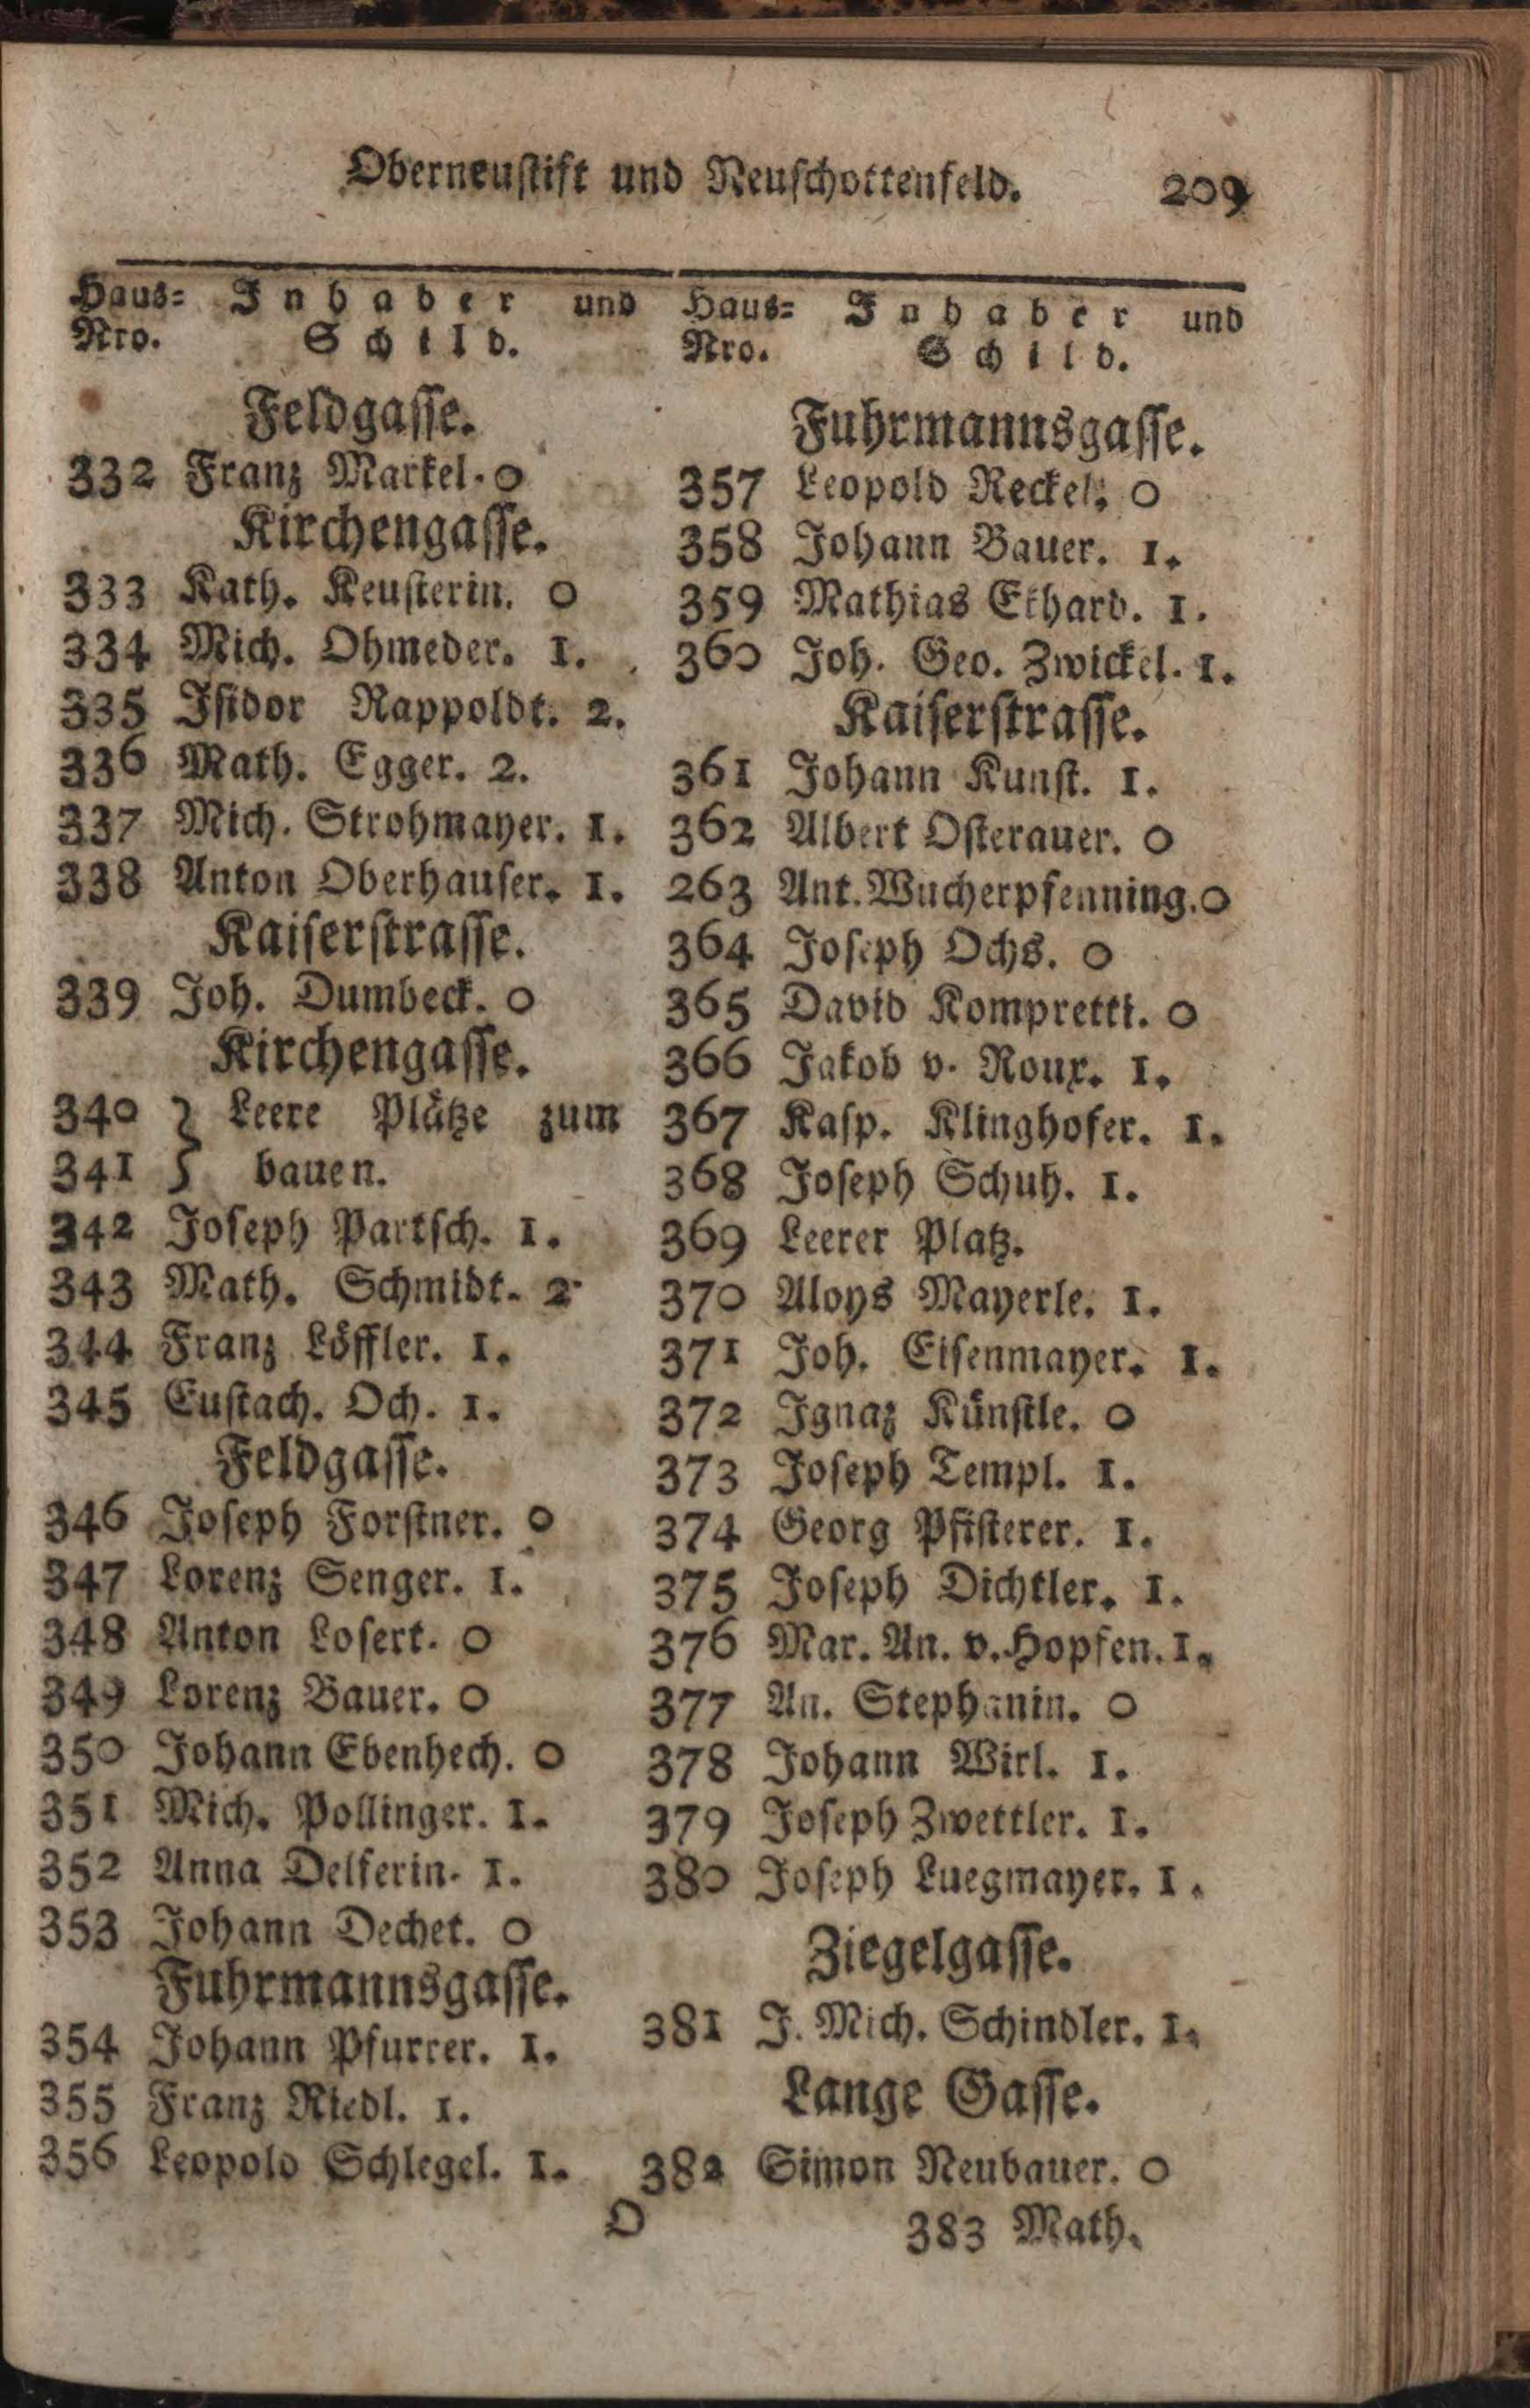 Oberneustift und Neuschottenfeld. 209
Haus= Inhaber und
Nro. Schild.
Feldgasse.
332 Franz Markel. o
Kirchengasse.
333 Kath. Keusterin. o
334 Mich. Ohmeder. 1.
335 Isidor Rappoldt. 2.
336 Math. Egger. 2.
337 Mich. Strohmayer. 1.
338 Anton Oberhauser. 1.
Kaiserstrasse.
339 Joh. Dumbeck. o
Kirchengasse.
340 } Leere Plätze zum
341 } bauen.
342 Joseph Partsch. 1.
343 Math. Schmidt. 2.
344 Franz Löffler. 1.
345 Eustach. Och. 1.
Feldgasse.
346 Joseph Forstner. o
347 Lorenz Senger. 1.
348 Anton Losert. o
349 Lorenz Bauer. o
350 Johann Ebenhech. o
351 Mich. Pollinger. 1.
352 Anna Delferin. 1.
353 Johann Dechet. o
Fuhrmannsgasse.
354 Johann Pfurrer. 1.
355 Franz Riedl. 1.
356 Leopold Schlegel. 1.
Haus= Inhaber und
Nro. Schild.
Fuhrmannsgasse.
357 Leopold Reckel. o
358 Johann Bauer. 1.
359 Mathias Ekhard. 1.
360 Joh. Geo. Zwickel. 1.
Kaiserstrasse.
361 Johann Kunst. 1.
362 Albert Osterauer. o
263 Ant. Wucherpfenning. o
364 Joseph Ochs. o
365 David Kompretti. o
366 Jakob v. Roux. 1.
367 Kasp. Klinghofer. 1.
368 Joseph Schuh. 1.
369 Leerer Platz.
370 Aloys Mayerle. 1.
371 Joh. Eisenmayer. 1.
372 Ignaz Künstle. o
373 Joseph Templ. 1.
374 Georg Pfisterer. 1.
375 Joseph Dichtler. 1.
376 Mar. An. v. Hopfen. 1.
377 An. Stephanin. o
378 Johann Wirl. 1.
379 Joseph Zwettler. 1.
380 Joseph Luegmayer. 1.
Ziegelgasse.
381 J. Mich. Schindler. 1.
Lange Gasse.
382 Simon Neubauer. o
O
383 Math.